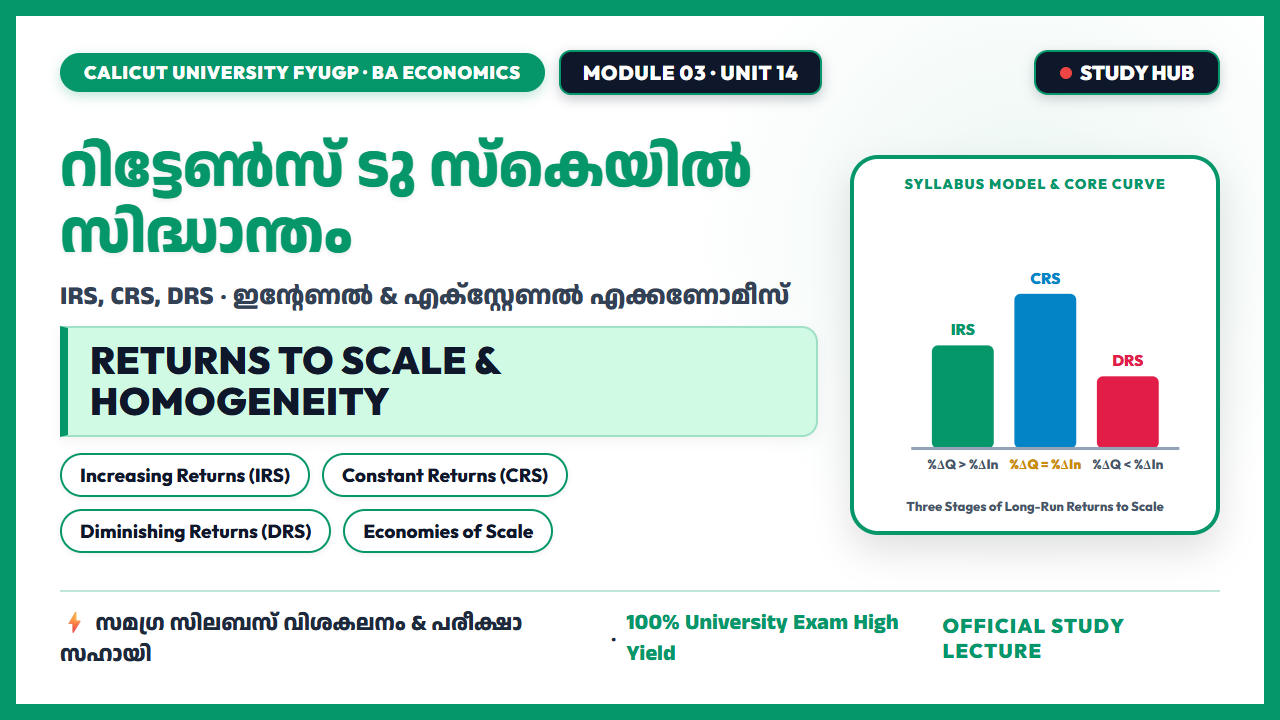 CALICUT UNIVERSITY FYUGP · BA ECONOMICS
MODULE 03 · UNIT 14
STUDY HUB
റിട്ടേൺസ് ടു സ്കെയിൽ
സിദ്ധാന്തം
IRS, CRS, DRS · ഇന്റേണൽ & എക്സ്റ്റേണൽ എക്കണോമീസ്
RETURNS TO SCALE &
HOMOGENEITY
Increasing Returns (IRS)
Constant Returns (CRS)
Diminishing Returns (DRS)
Economies of Scale
SYLLABUS MODEL & CORE CURVE
CRS
IRS
DRS
%ΔQ > %ΔIn
%ΔQ = %ΔIn
%ΔQ < %ΔIn
Three Stages of Long-Run Returns to Scale
⚡ സമഗ്ര സിലബസ് വിശകലനം & പരീക്ഷാ
സഹായി
· 100% University Exam High
Yield
OFFICIAL STUDY
LECTURE